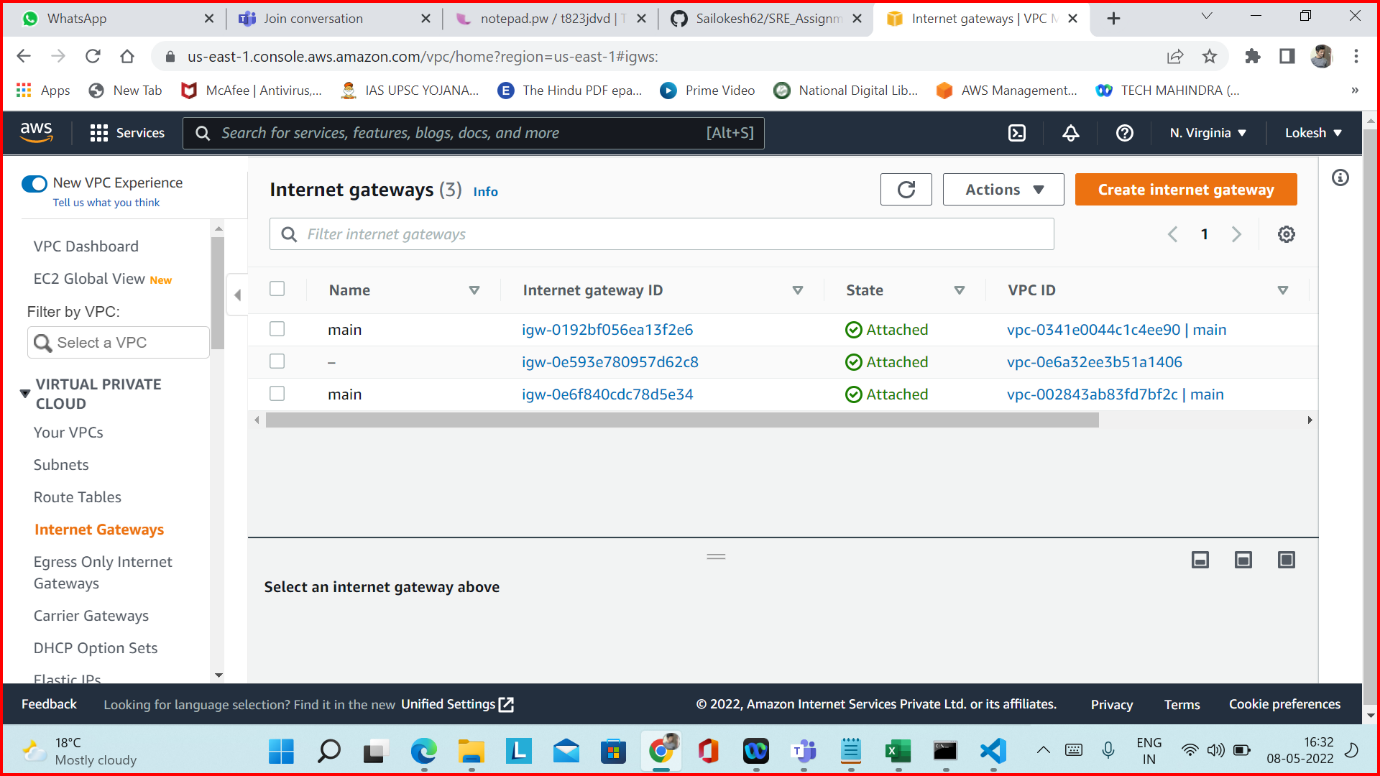 WhatsApp
Join conversation
notepad.pw / t823jdvd | T
Sailokesh62/SRE_Assignm
Internet gateways | VPC M
us-east-1.console.aws.amazon.com/vpc/home?region=us-east-1#igws:
Apps
New Tab
McAfee | Antivirus,...
IAS UPSC YOJANA...
E
The Hindu PDF epa...
Prime Video
National Digital Lib...
AWS Management...
TECH MAHINDRA (...
»
aws
Services
Search for services, features, blogs, docs, and more [Alt+S]
N. Virginia
Lokesh
New VPC Experience
Tell us what you think
VPC Dashboard
EC2 Global View New
Filter by VPC:
Select a VPC
VIRTUAL PRIVATE
CLOUD
Your VPCs
Subnets
Route Tables
Internet Gateways
Egress Only Internet
Gateways
Carrier Gateways
DHCP Option Sets
Elastic IPs
Internet gateways (3) Info
Actions
Create internet gateway
Filter internet gateways
1
Name Internet gateway ID State VPC ID
main igw-0192bf056ea13f2e6 Attached vpc-0341e0044c1c4ee90 | main
– igw-0e593e780957d62c8 Attached vpc-0e6a32ee3b51a1406
main igw-0e6f840cdc78d5e34 Attached vpc-002843ab83fd7bf2c | main
Select an internet gateway above
Feedback
Looking for language selection? Find it in the new Unified Settings
© 2022, Amazon Internet Services Private Ltd. or its affiliates.
Privacy
Terms
Cookie preferences
18°C
Mostly cloudy
L
ENG
IN
16:32
08-05-2022